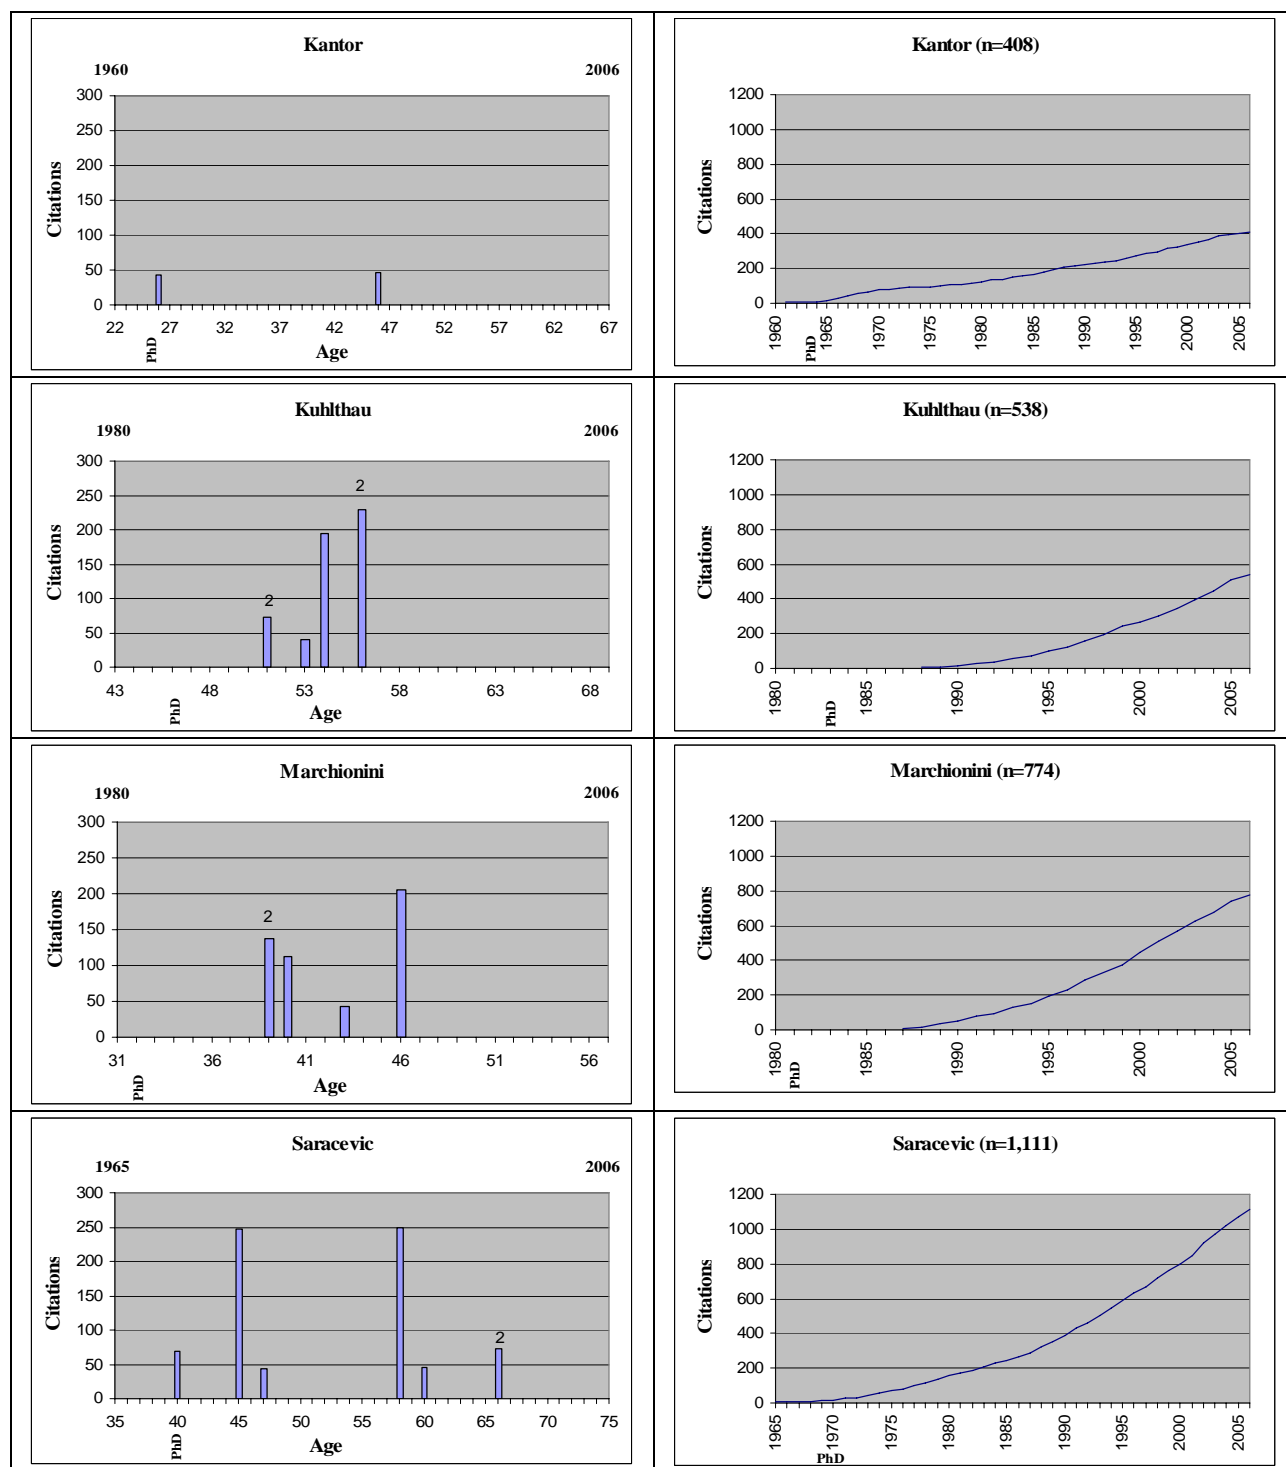 Kantor
1960 2006
300
250
200
150
100
50
0
Citations
22 27 32 37 42 47 52 57 62 67
PhD
Age
Kantor (n=408)
1200
1000
800
600
400
200
0
Citations
1960 1965 1970 1975 1980 1985 1990 1995 2000 2005
PhD
Kuhlthau
1980 2006
300
250
200
150
100
50
0
Citations
2
2
43 48 53 58 63 68
PhD
Age
Kuhlthau (n=538)
1200
1000
800
600
400
200
0
Citations
1980 1985 1990 1995 2000 2005
PhD
Marchionini
1980 2006
300
250
200
150
100
50
0
Citations
2
31 36 41 46 51 56
PhD
Age
Marchionini (n=774)
1200
1000
800
600
400
200
0
Citations
1980 1985 1990 1995 2000 2005
PhD
Saracevic
1965 2006
300
250
200
150
100
50
0
Citations
2
35 40 45 50 55 60 65 70 75
PhD
Age
Saracevic (n=1,111)
1200
1000
800
600
400
200
0
Citations
1965 1970 1975 1980 1985 1990 1995 2000 2005
PhD